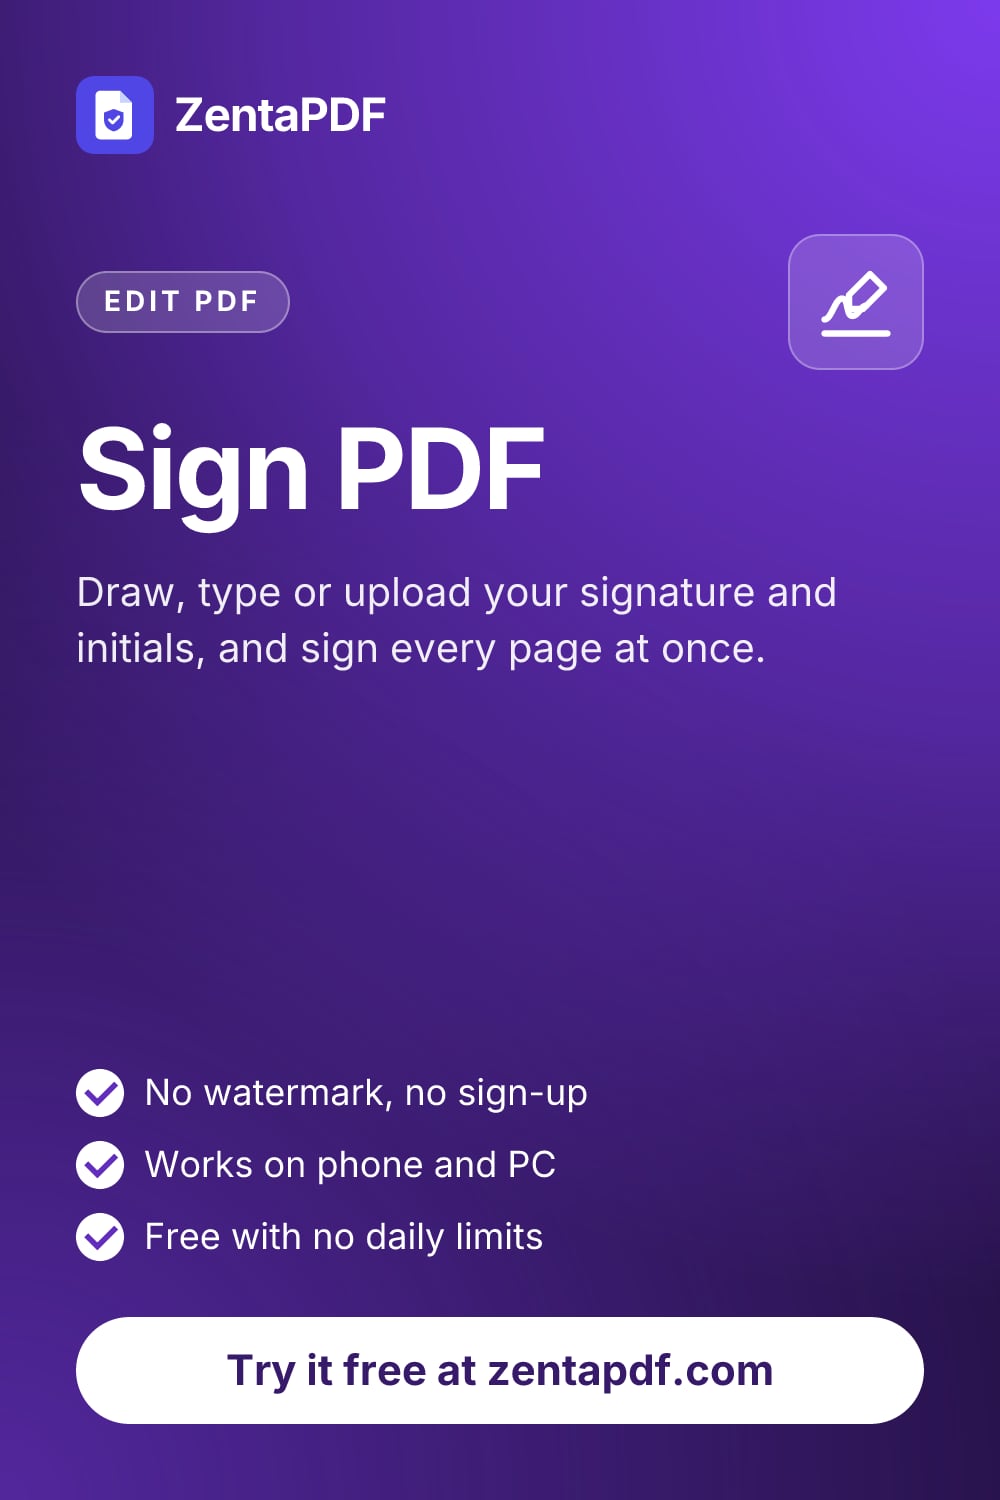 ZentaPDF
EDIT PDF
Sign PDF
Draw, type or upload your signature and
initials, and sign every page at once.
No watermark, no sign-up
Works on phone and PC
Free with no daily limits
Try it free at zentapdf.com